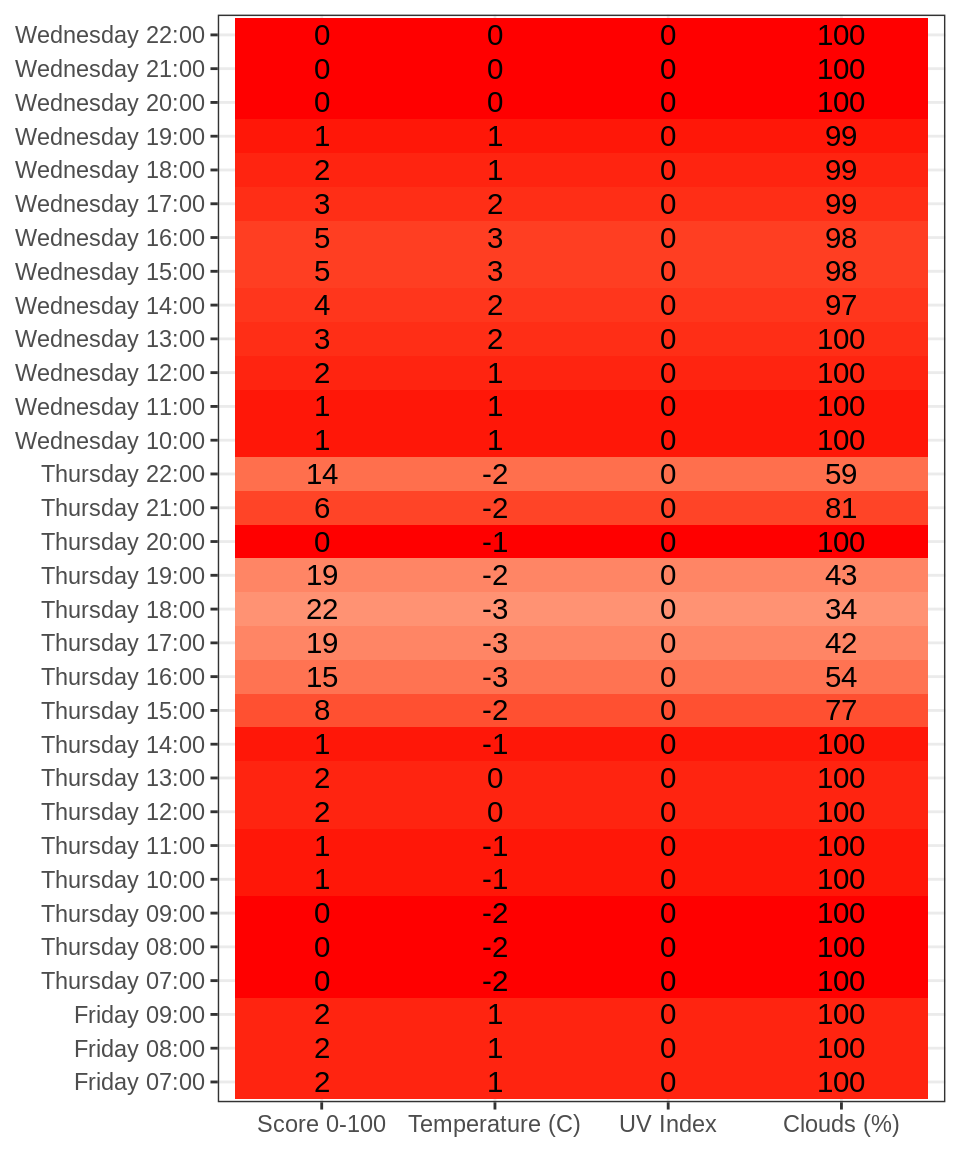 Wednesday 22:00 0 0 0 100
Wednesday 21:00 0 0 0 100
Wednesday 20:00 0 0 0 100
Wednesday 19:00 1 1 0 99
Wednesday 18:00 2 1 0 99
Wednesday 17:00 3 2 0 99
Wednesday 16:00 5 3 0 98
Wednesday 15:00 5 3 0 98
Wednesday 14:00 4 2 0 97
Wednesday 13:00 3 2 0 100
Wednesday 12:00 2 1 0 100
Wednesday 11:00 1 1 0 100
Wednesday 10:00 1 1 0 100
Thursday 22:00 14 -2 0 59
Thursday 21:00 6 -2 0 81
Thursday 20:00 0 -1 0 100
Thursday 19:00 19 -2 0 43
Thursday 18:00 22 -3 0 34
Thursday 17:00 19 -3 0 42
Thursday 16:00 15 -3 0 54
Thursday 15:00 8 -2 0 77
Thursday 14:00 1 -1 0 100
Thursday 13:00 2 0 0 100
Thursday 12:00 2 0 0 100
Thursday 11:00 1 -1 0 100
Thursday 10:00 1 -1 0 100
Thursday 09:00 0 -2 0 100
Thursday 08:00 0 -2 0 100
Thursday 07:00 0 -2 0 100
Friday 09:00 2 1 0 100
Friday 08:00 2 1 0 100
Friday 07:00 2 1 0 100
Score 0-100 Temperature (C) UV Index Clouds (%)